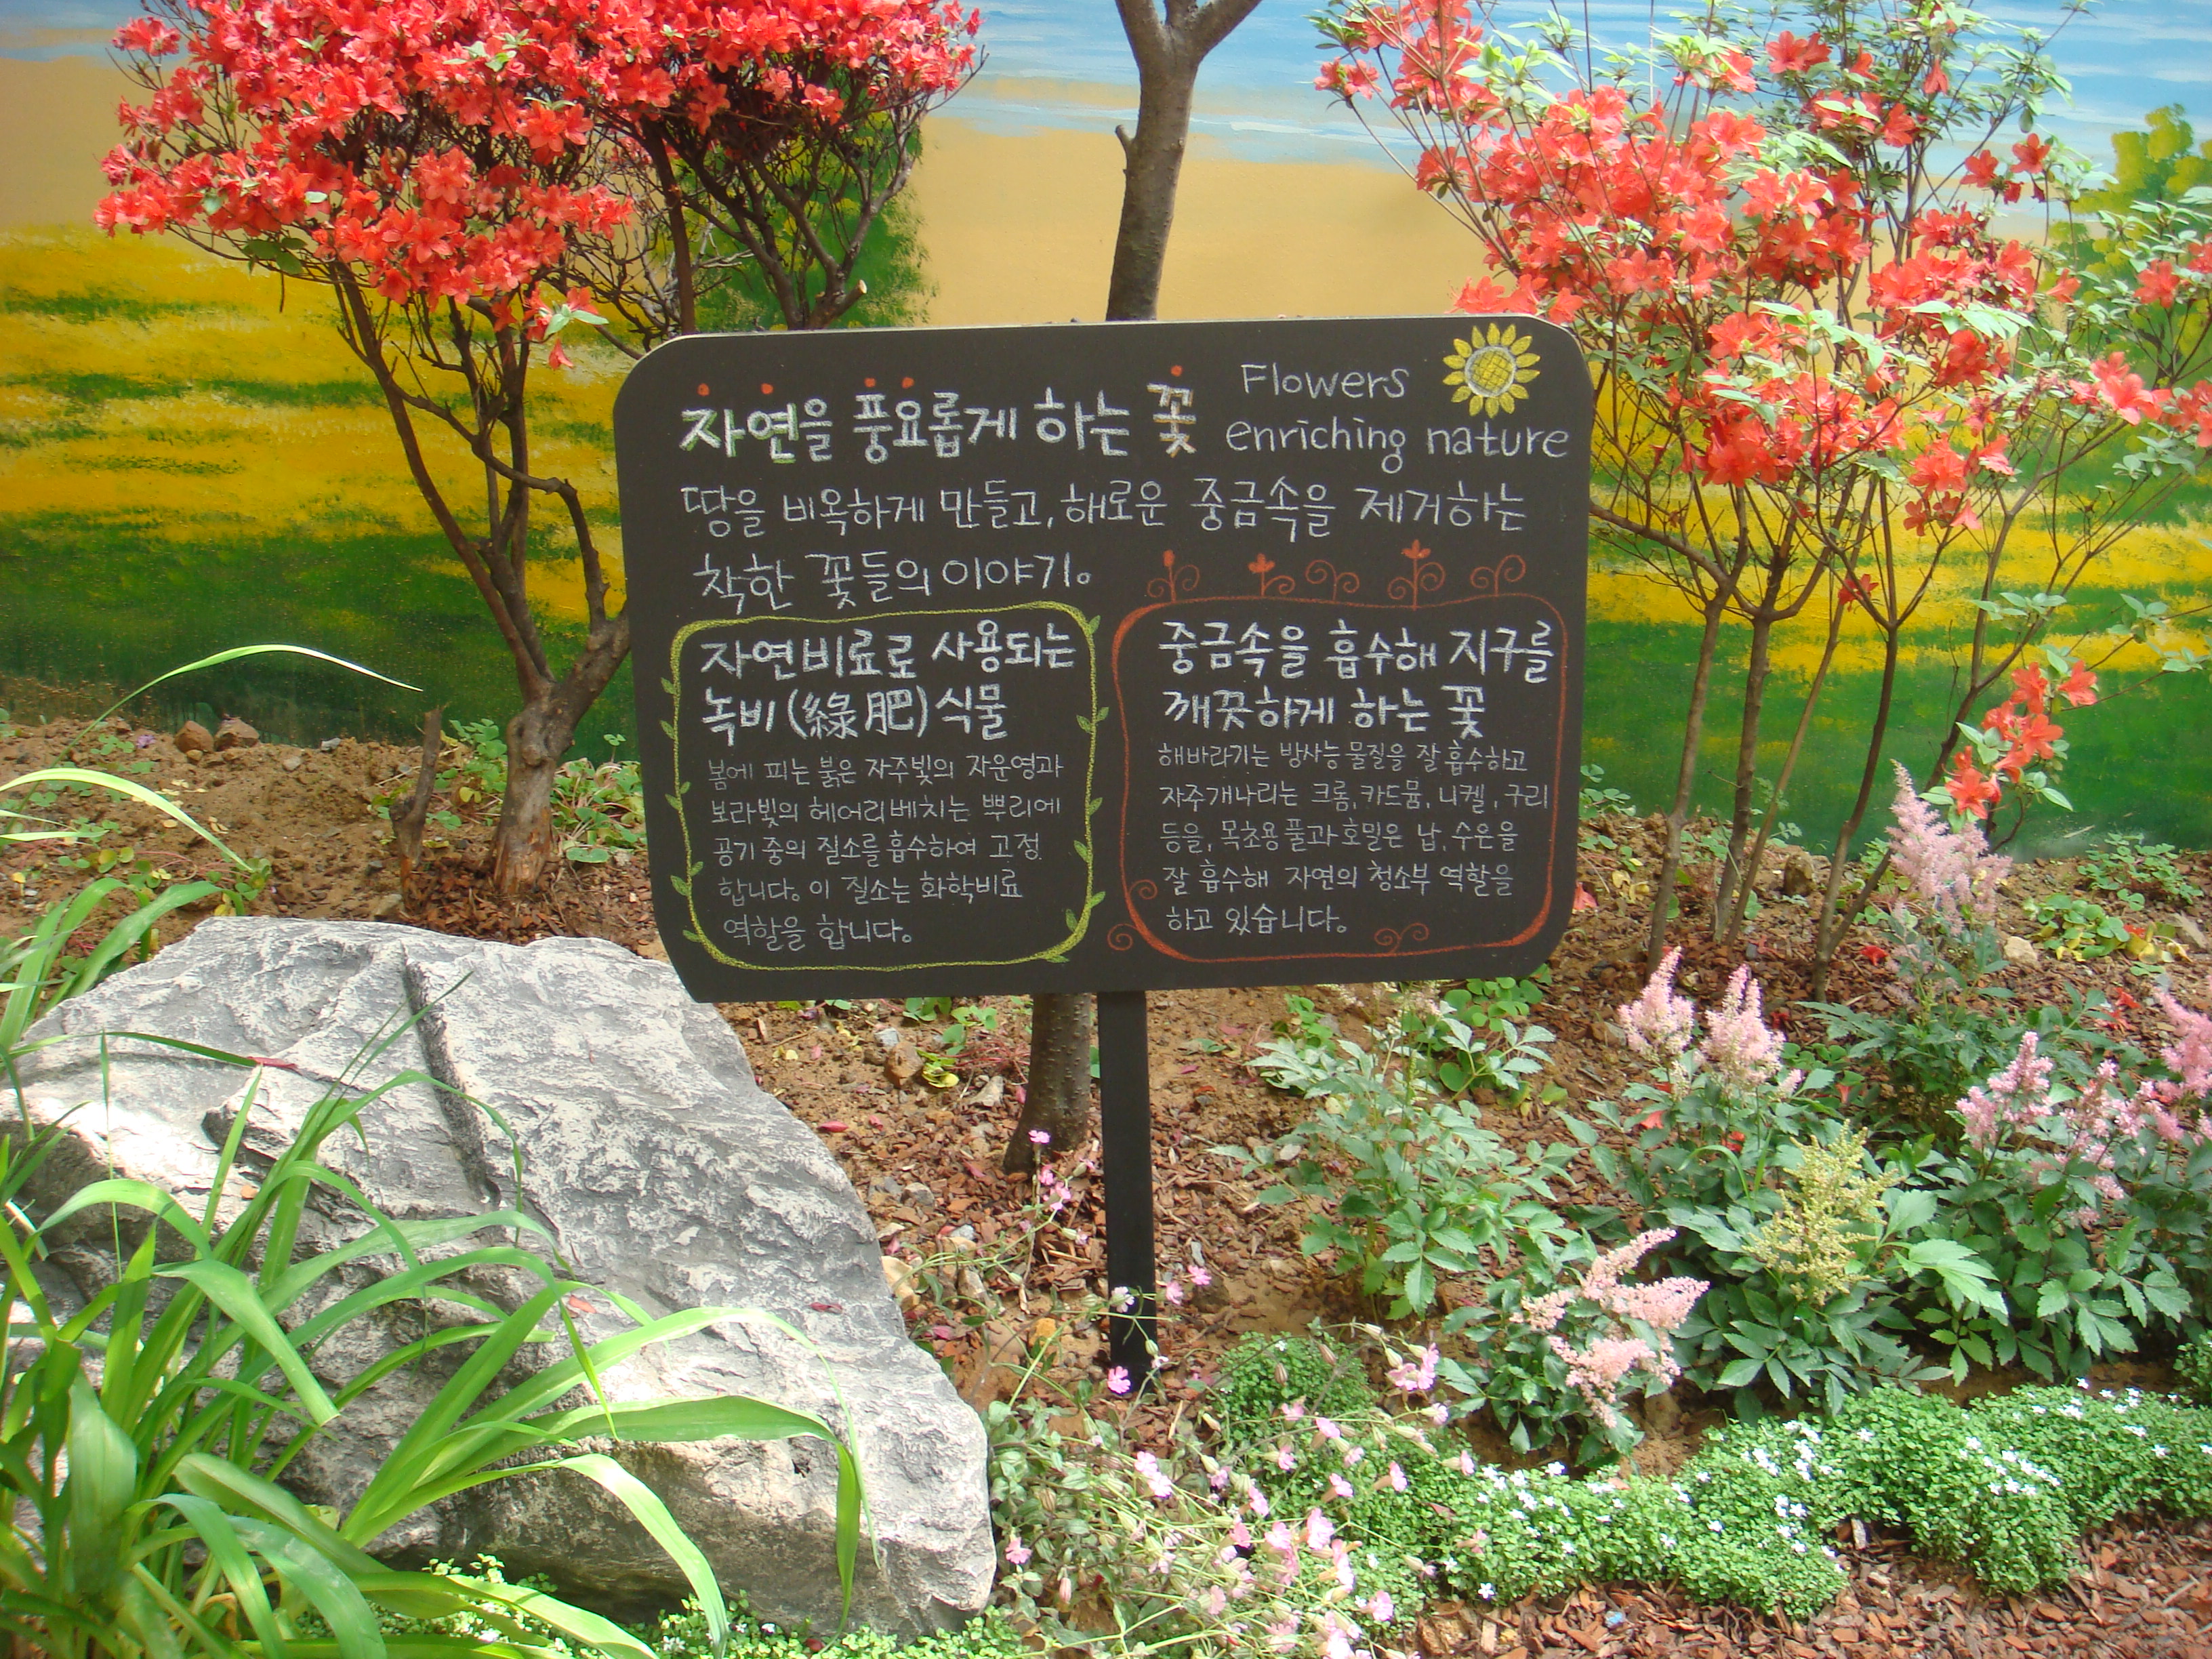 자연을 풍요롭게 하는 꽃
Flowers
enriching nature
땅을 비옥하게 만들고, 해로운 중금속을 제거하는
착한 꽃들의 이야기.
자연비료로 사용되는
녹비(綠肥)식물
봄에 피는 붉은 자주빛의 자운영과
보라빛의 헤어리베치는 뿌리에
공기 중의 질소를 흡수하여 고정
합니다. 이 질소는 화학비료
역할을 합니다.
중금속을 흡수해 지구를
깨끗하게 하는 꽃
해바라기는 방사능 물질을 잘 흡수하고
자주개나리는 크롬, 카드뮴, 니켈, 구리
등을, 목초용 풀과 호밀은 납, 수은을
잘 흡수해 자연의 청소부 역할을
하고 있습니다.